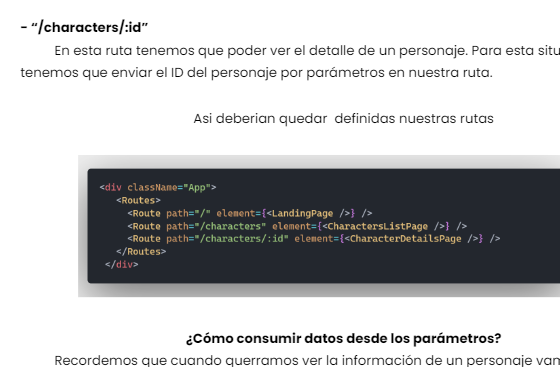 - “/characters/:id”
En esta ruta tenemos que poder ver el detalle de un personaje. Para esta
tenemos que enviar el ID del personaje por parámetros en nuestra ruta.
Asi deberian quedar definidas nuestras rutas
<div className="App">
<Routes>
<Route path="/" element={<LandingPage />} />
<Route path="/characters" element={<CharactersListPage />} />
<Route path="/characters/:id" element={<CharacterDetailsPage />} />
</Routes>
</div>
¿Cómo consumir datos desde los parámetros?
Recordemos que cuando querramos ver la información de un personaje